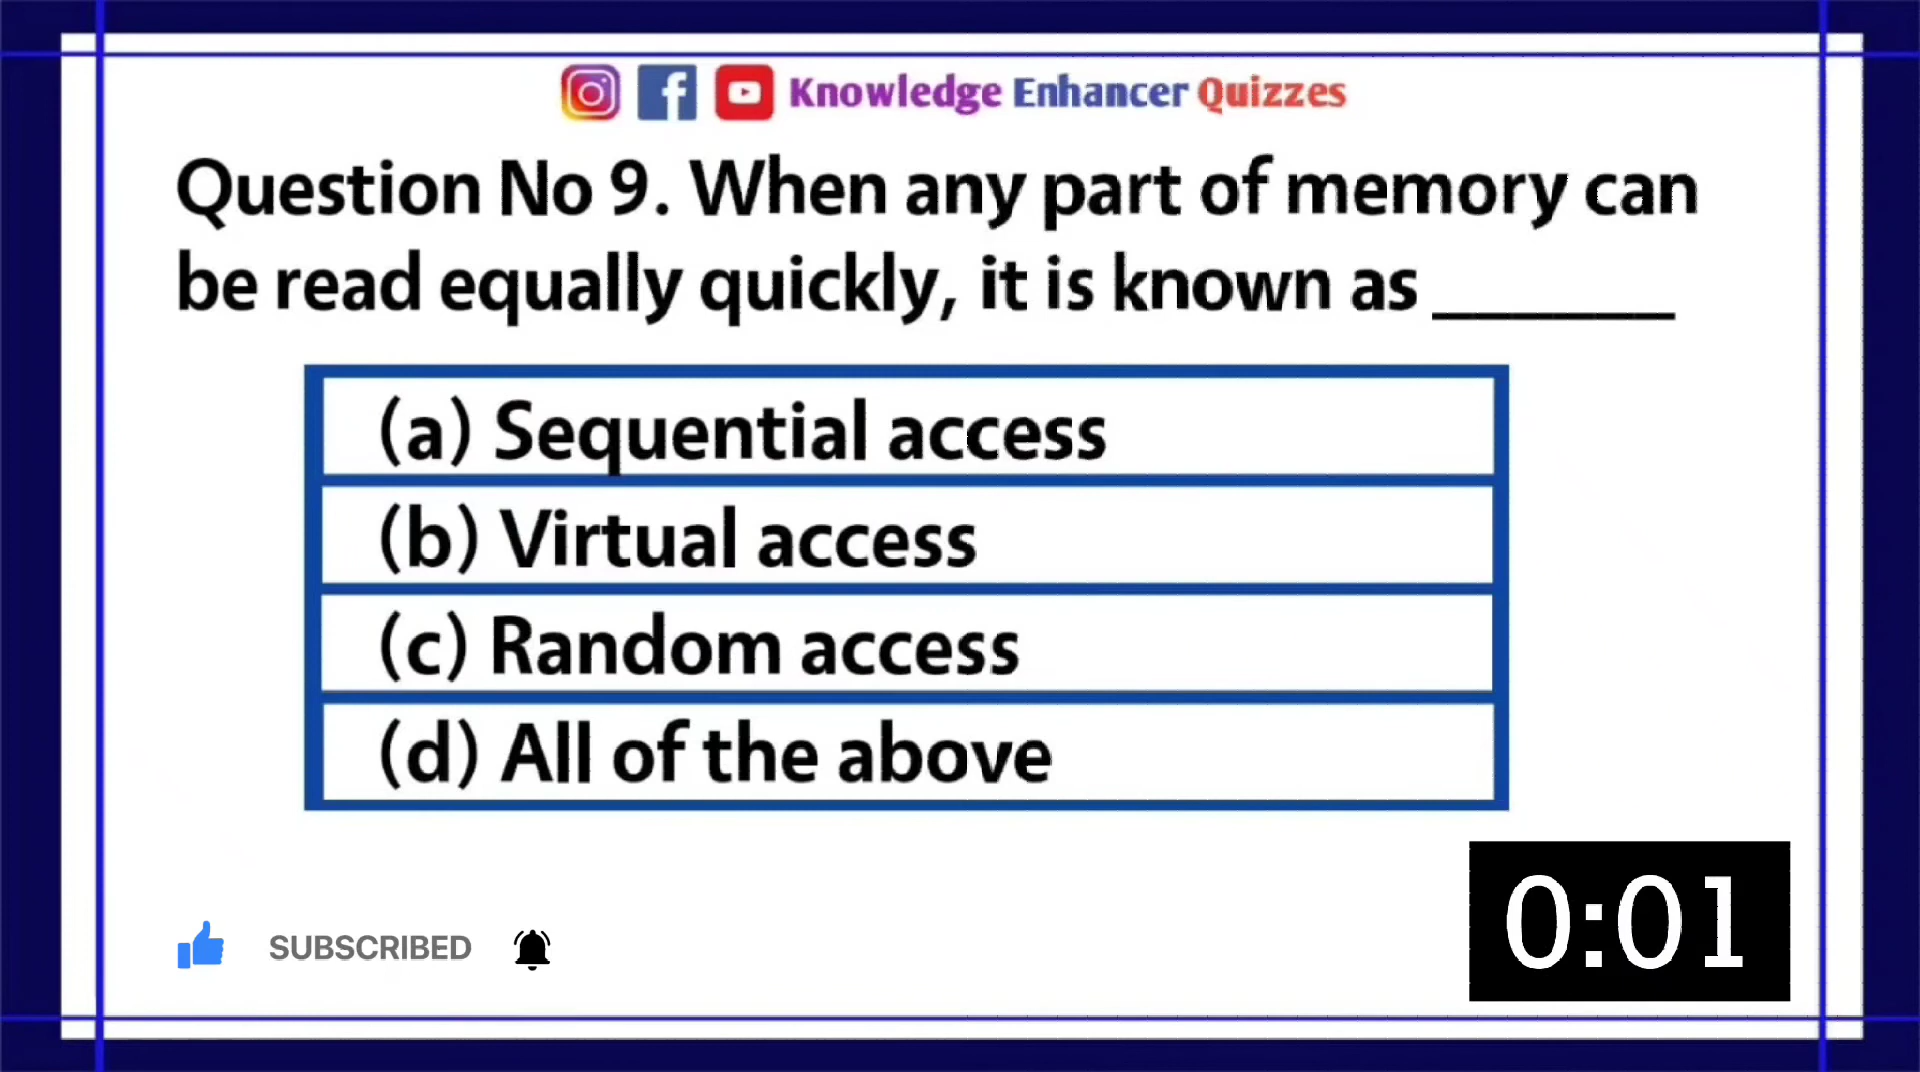 Knowledge Enhancer Quizzes
Question No 9. When any part of memory can
be read equally quickly, it is known as _______
(a) Sequential access
(b) Virtual access
(c) Random access
(d) All of the above
SUBSCRIBED
0:01